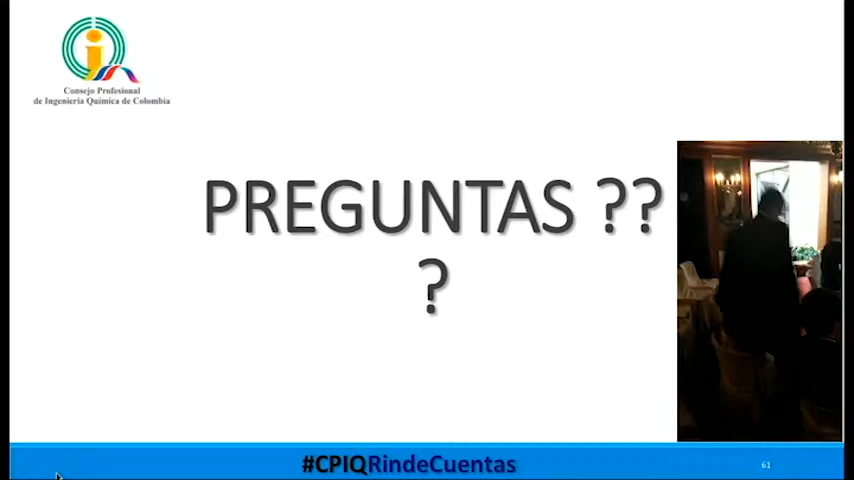 Consejo Profesional
de Ingeniería Química de Colombia
PREGUNTAS ??
?
#CPIQRindeCuentas
61